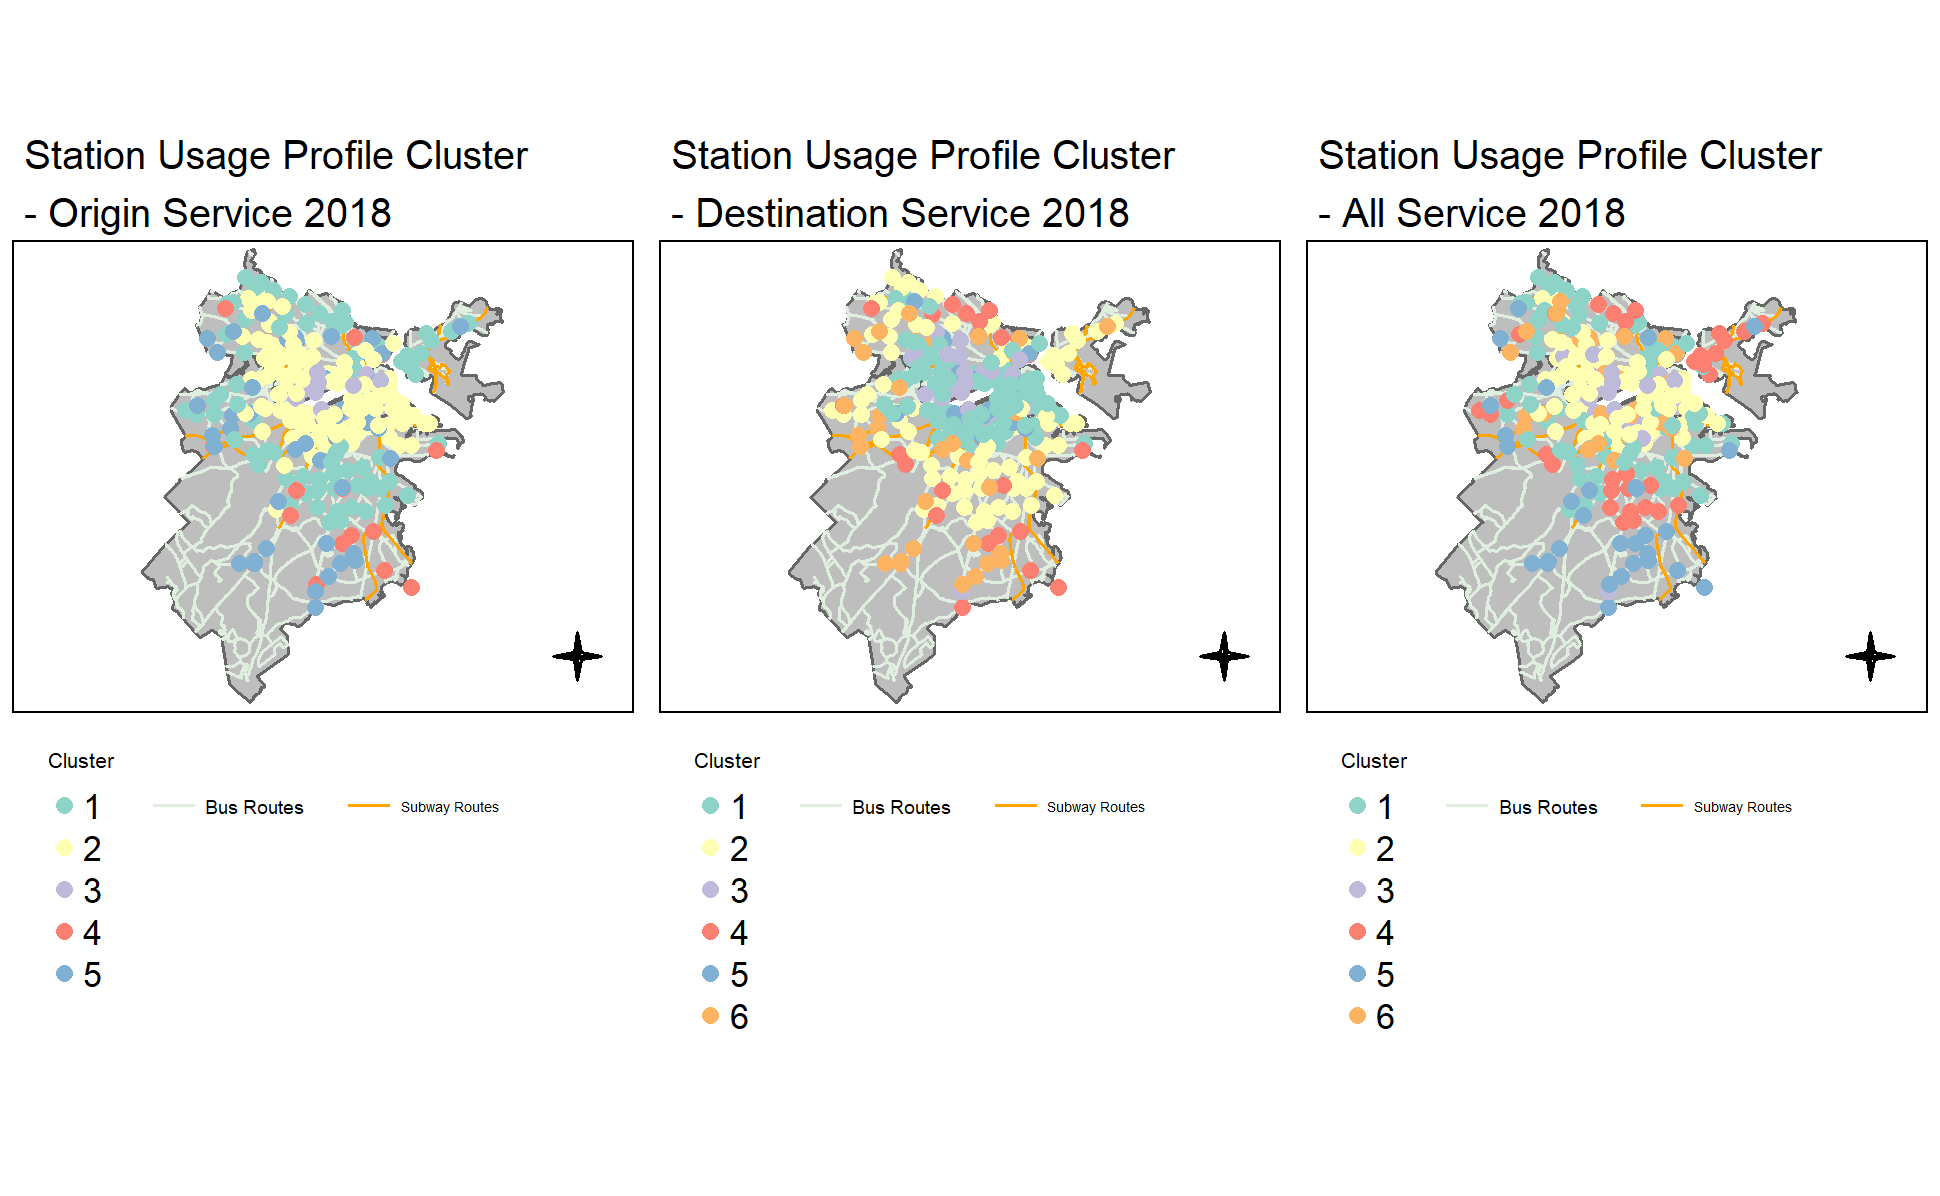 Station Usage Profile Cluster
- Origin Service 2018
Station Usage Profile Cluster
- Destination Service 2018
Station Usage Profile Cluster
- All Service 2018
Cluster
1
2
3
4
5
Bus Routes
Subway Routes
Cluster
1
2
3
4
5
6
Bus Routes
Subway Routes
Cluster
1
2
3
4
5
6
Bus Routes
Subway Routes